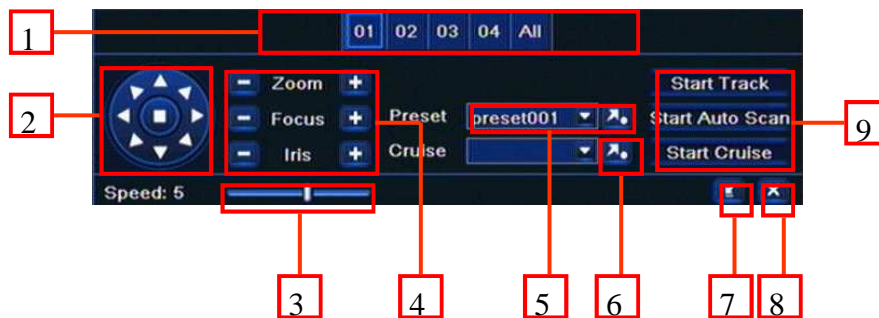 1
01 02 03 04 All
2
Zoom
Focus
Iris
Preset preset001
Cruise
Start Track
Start Auto Scan
Start Cruise
9
Speed: 5
3
4
5
6
7
8